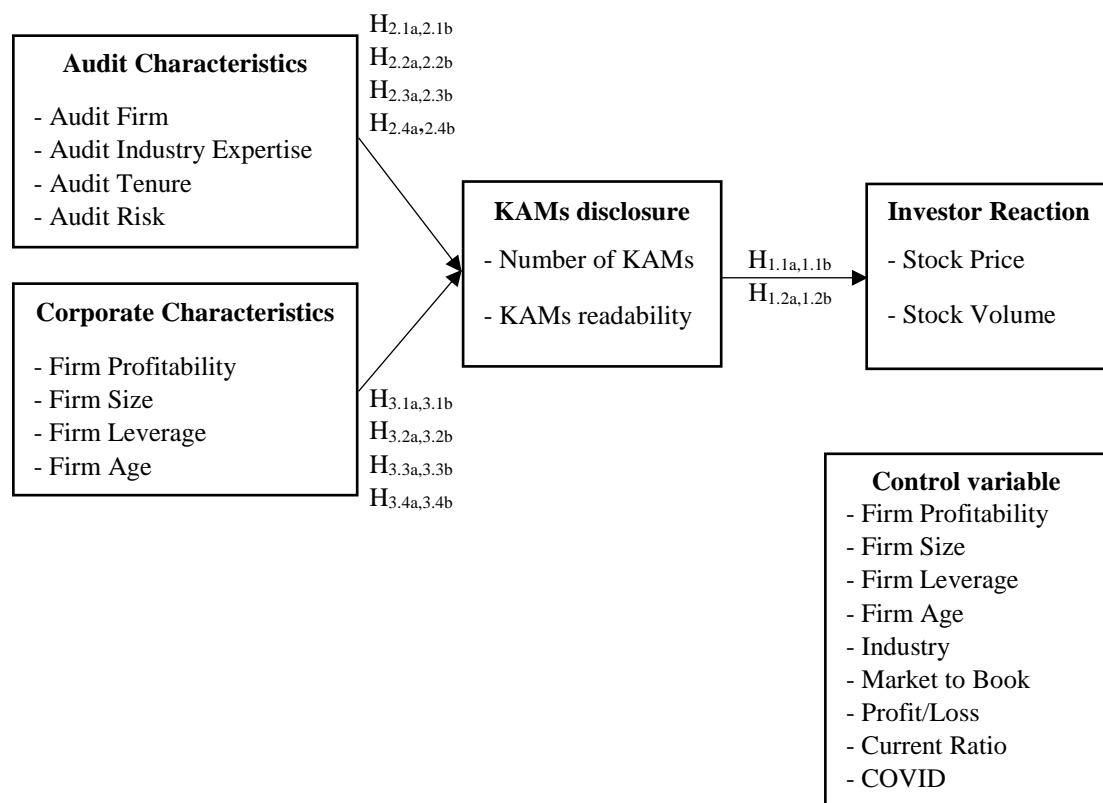 H2.1a,2.1b
H2.2a,2.2b
H2.3a,2.3b
H2.4a,2.4b
Audit Characteristics
- Audit Firm
- Audit Industry Expertise
- Audit Tenure
- Audit Risk
KAMs disclosure
- Number of KAMs
- KAMs readability
H1.1a,1.1b
H1.2a,1.2b
Investor Reaction
- Stock Price
- Stock Volume
Corporate Characteristics
- Firm Profitability
- Firm Size
- Firm Leverage
- Firm Age
H3.1a,3.1b
H3.2a,3.2b
H3.3a,3.3b
H3.4a,3.4b
Control variable
- Firm Profitability
- Firm Size
- Firm Leverage
- Firm Age
- Industry
- Market to Book
- Profit/Loss
- Current Ratio
- COVID